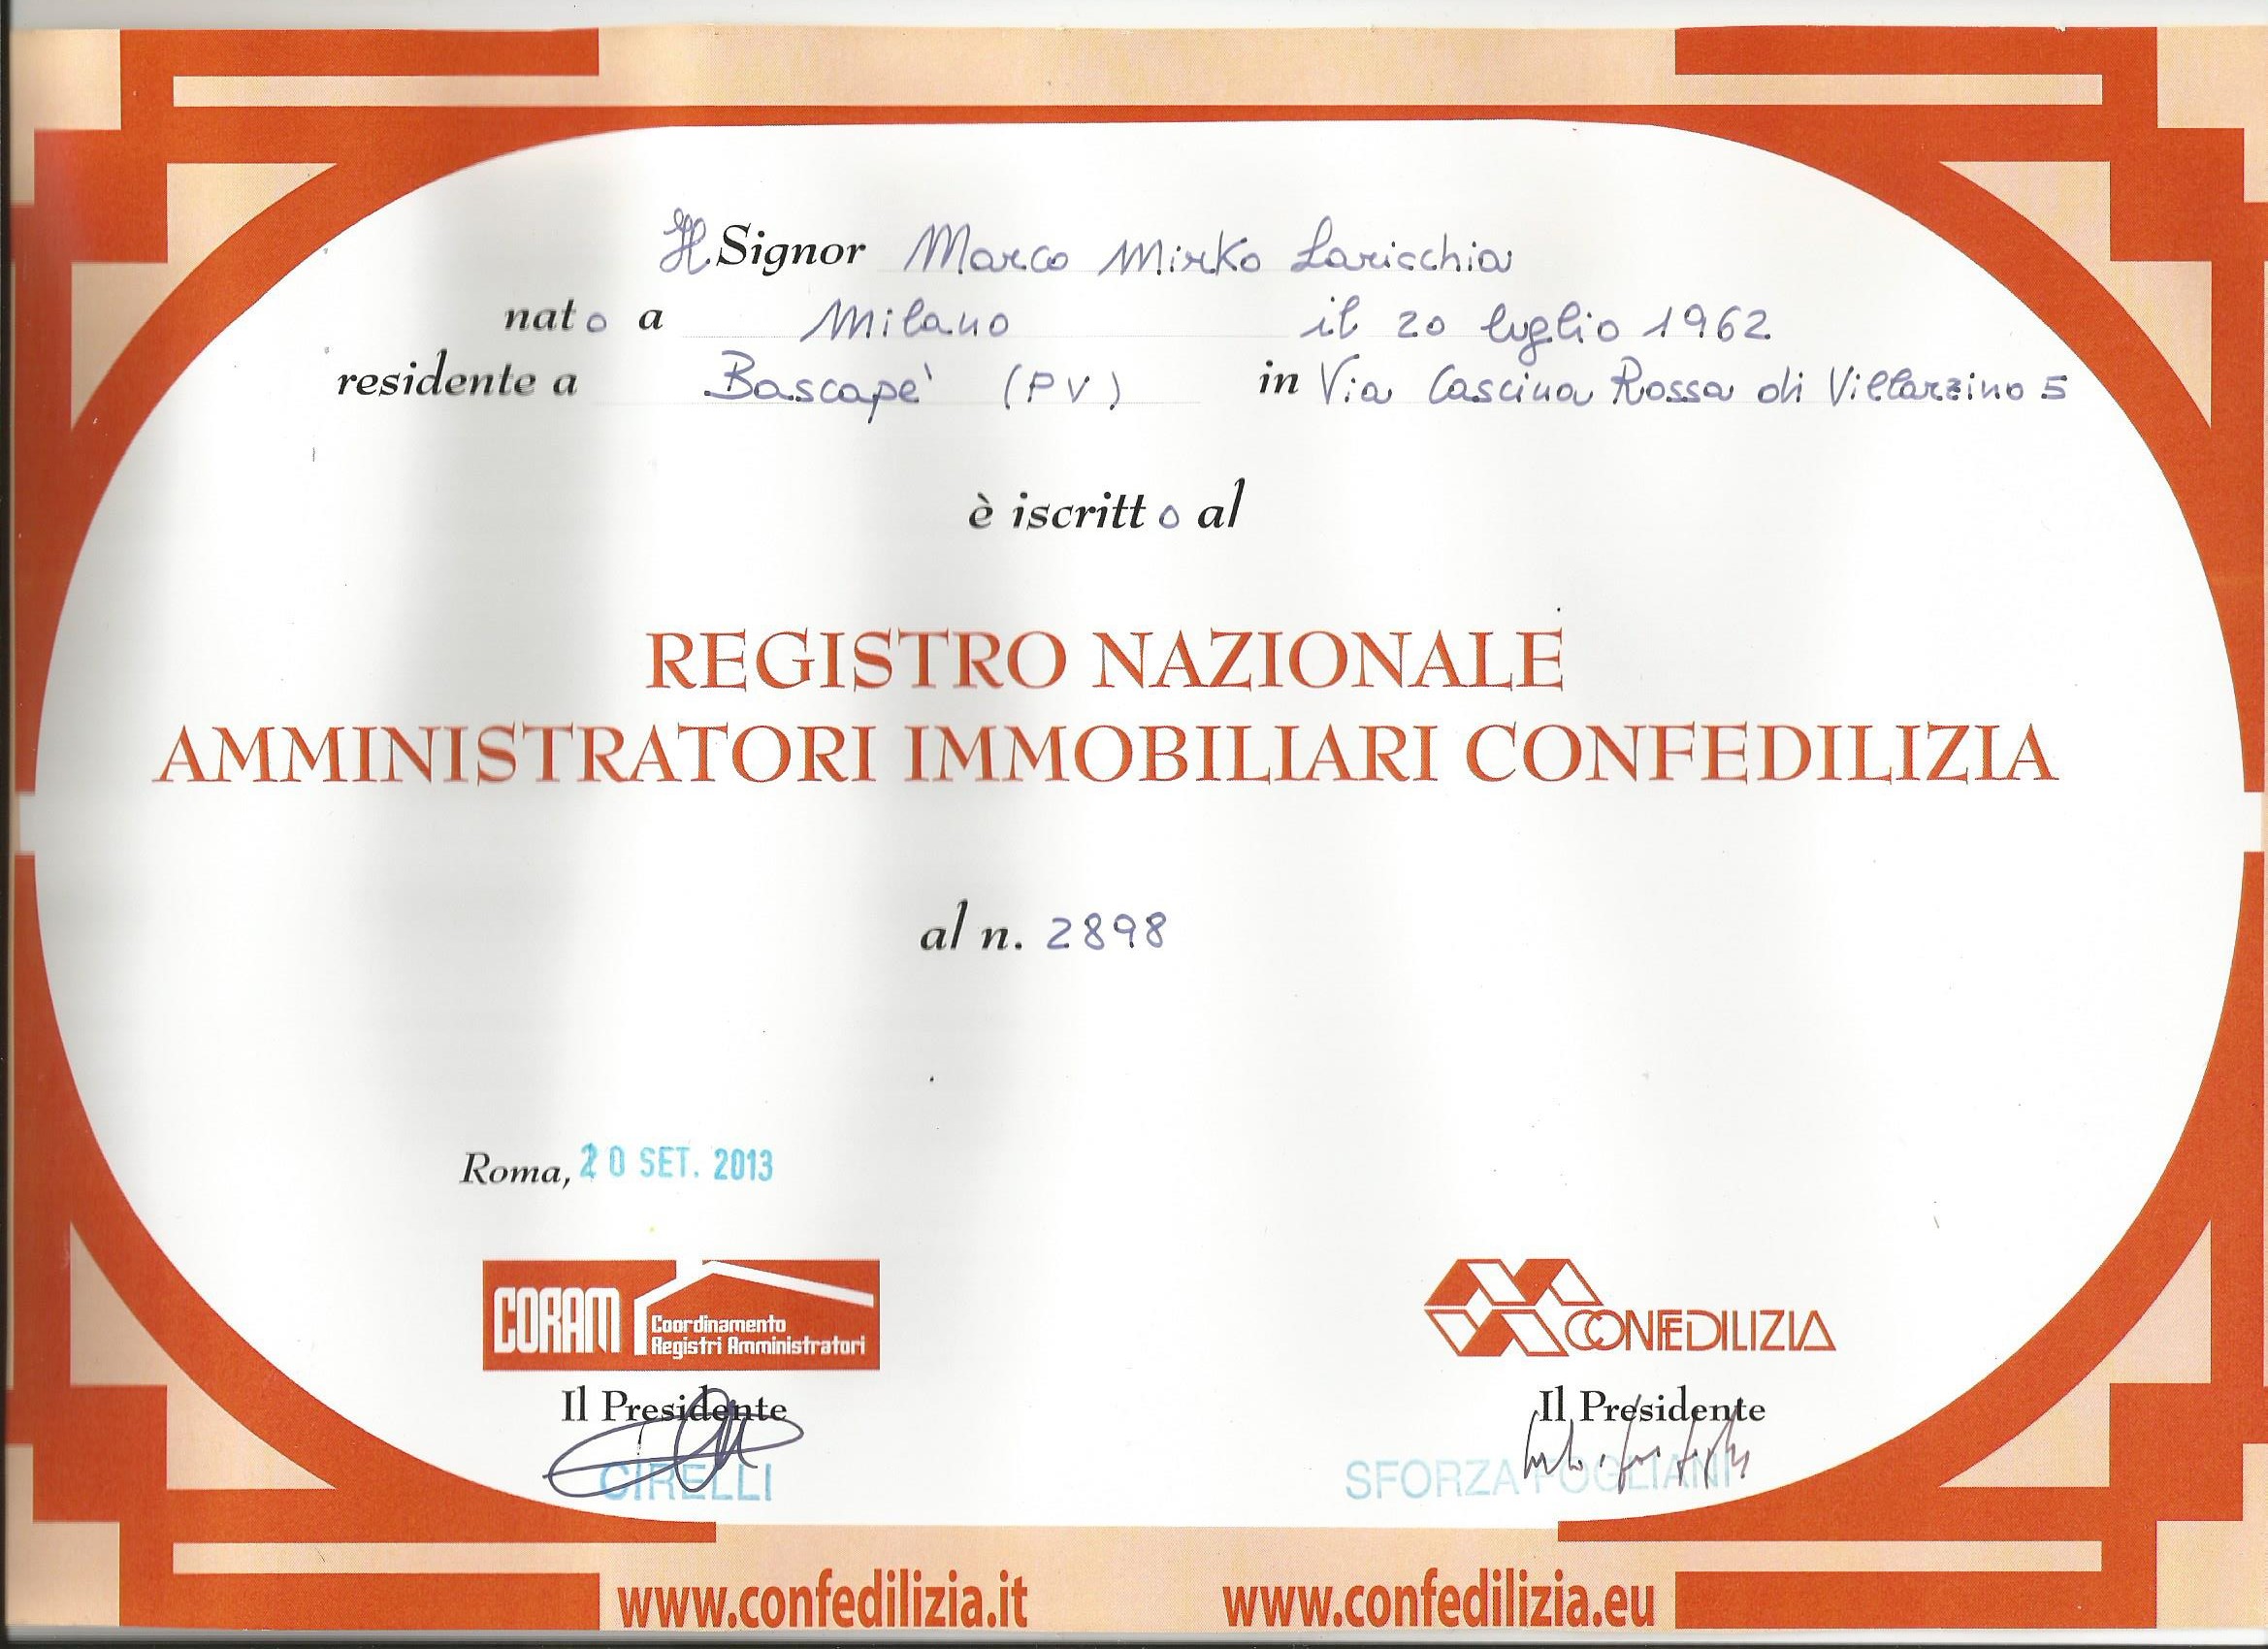 Il Signor Marco Mirko Laricchia
nato a Milano il 20 luglio 1962
residente a Bascape' (PV) in Via Cascina Rossa di Villarzino 5
è iscritto al
REGISTRO NAZIONALE
AMMINISTRATORI IMMOBILIARI CONFEDILIZIA
al n. 2898
Roma, 20 SET. 2013
CORAM Coordinamento
Registri Amministratori
CONFEDILIZIA
Il Presidente
Il Presidente
CIRELLI
SFORZA FOGLIANI
www.confedilizia.it www.confedilizia.eu